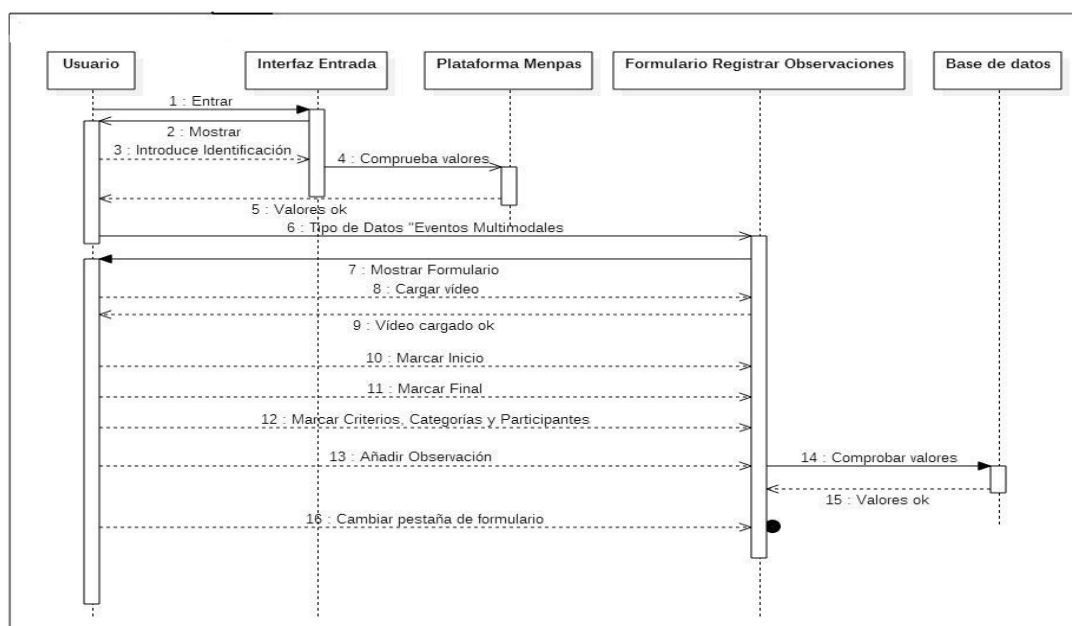 Usuario
Interfaz Entrada
Plataforma Menpas
Formulario Registrar Observaciones
Base de datos
1 : Entrar
2 : Mostrar
3 : Introduce Identificación
4 : Comprueba valores
5 : Valores ok
6 : Tipo de Datos "Eventos Multimodales
7 : Mostrar Formulario
8 : Cargar vídeo
9 : Vídeo cargado ok
10 : Marcar Inicio
11 : Marcar Final
12 : Marcar Criterios, Categorías y Participantes
13 : Añadir Observación
14 : Comprobar valores
15 : Valores ok
16 : Cambiar pestaña de formulario